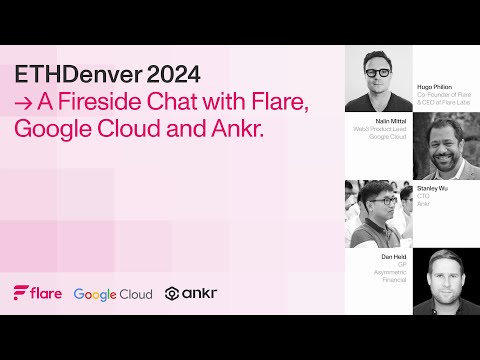 ETHDenver 2024
→ A Fireside Chat with Flare,
Google Cloud and Ankr.
Hugo Philion
Co-Founder of Flare
& CEO of Flare Labs
Nalin Mittal
Web3 Product Lead
Google Cloud
Stanley Wu
CTO
Ankr
Dan Held
GP
Asymmetric
Financial
flare
Google Cloud
ankr